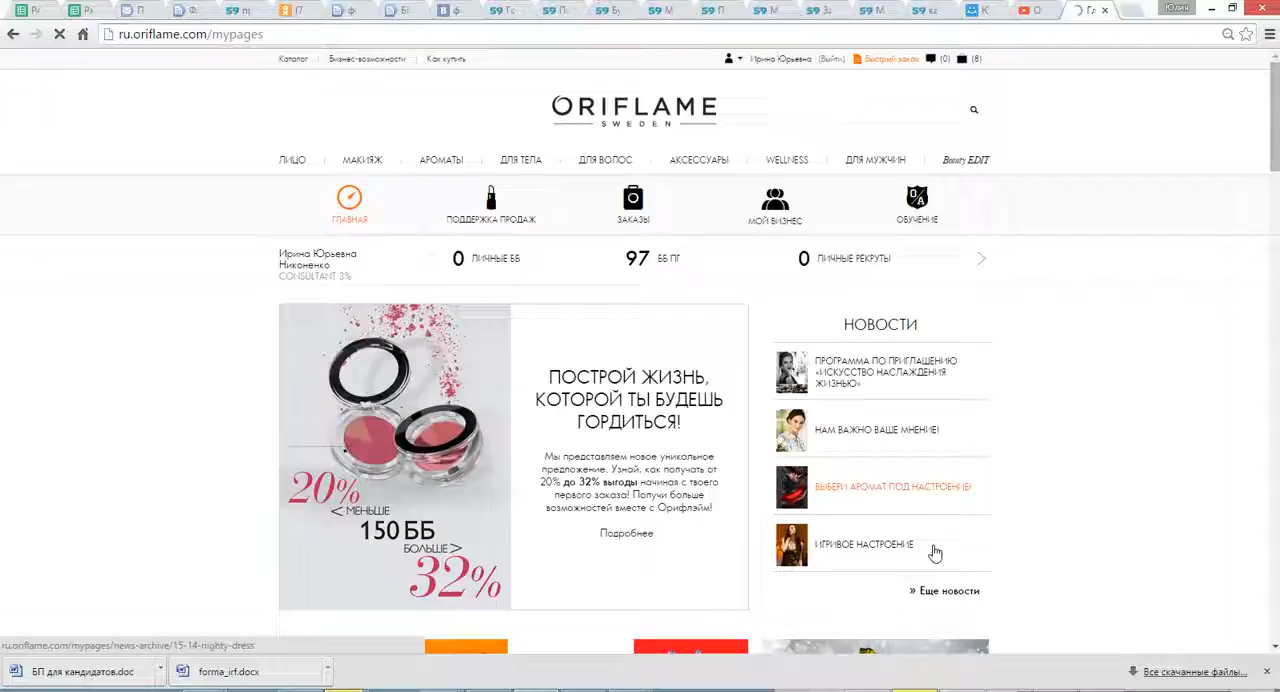 Юлия
ru.oriflame.com/mypages
Каталог
Бизнес-возможности
Как купить
Ирина Юрьевна (Выйти)
Быстрый заказ
(0)
(8)
ORIFLAME
SWEDEN
ЛИЦО
МАКИЯЖ
АРОМАТЫ
ДЛЯ ТЕЛА
ДЛЯ ВОЛОС
АКСЕССУАРЫ
WELLNESS
ДЛЯ МУЖЧИН
Beauty EDIT
ГЛАВНАЯ
ПОДДЕРЖКА ПРОДАЖ
ЗАКАЗЫ
МОЙ БИЗНЕС
O/A
ОБУЧЕНИЕ
Ирина Юрьевна
Никоненко
CONSULTANT 3%
0 ЛИЧНЫЕ ББ
97 ББ ПГ
0 ЛИЧНЫЕ РЕКРУТЫ
20%
< МЕНЬШЕ
150 ББ
БОЛЬШЕ >
32%
ПОСТРОЙ ЖИЗНЬ,
КОТОРОЙ ТЫ БУДЕШЬ
ГОРДИТЬСЯ!
Мы представляем новое уникальное
предложение. Узнай, как получать от
20% до 32% выгоды начиная с твоего
первого заказа! Получи больше
возможностей вместе с Орифлэйм!
Подробнее
НОВОСТИ
ПРОГРАММА ПО ПРИГЛАШЕНИЮ
«ИСКУССТВО НАСЛАЖДЕНИЯ
ЖИЗНЬЮ»
НАМ ВАЖНО ВАШЕ МНЕНИЕ!
ВЫБЕРИ АРОМАТ ПОД НАСТРОЕНИЕ!
ИГРИВОЕ НАСТРОЕНИЕ
» Еще новости
ru.oriflame.com/mypages/news-archive/15-14-nighty-dress
БП для кандидатов.doc
forma_irf.docx
Все скачанные файлы...